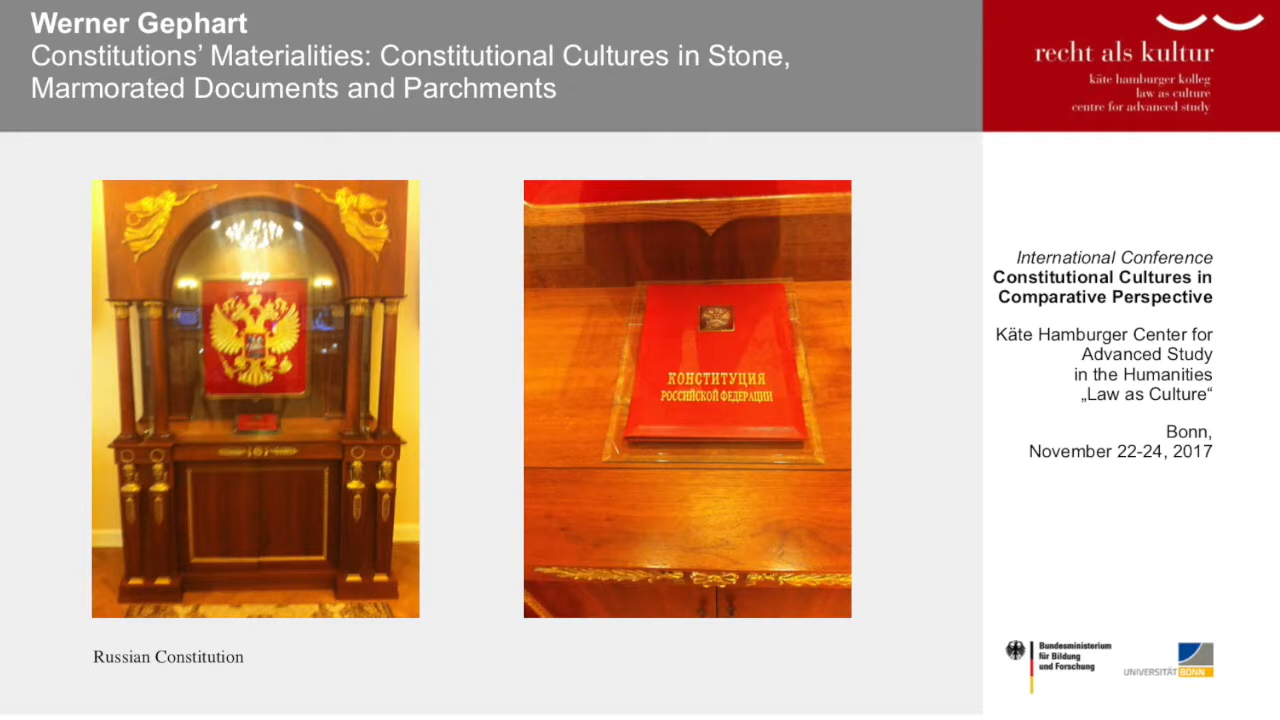 Werner Gephart
Constitutions’ Materialities: Constitutional Cultures in Stone,
Marmorated Documents and Parchments
recht als kultur
käte hamburger kolleg
law as culture
centre for advanced study
КОНСТИТУЦИЯ
РОССИЙСКОЙ ФЕДЕРАЦИИ
Russian Constitution
International Conference
Constitutional Cultures in
Comparative Perspective
Käte Hamburger Center for
Advanced Study
in the Humanities
„Law as Culture“
Bonn,
November 22-24, 2017
Bundesministerium
für Bildung
und Forschung
UNIVERSITÄT BONN